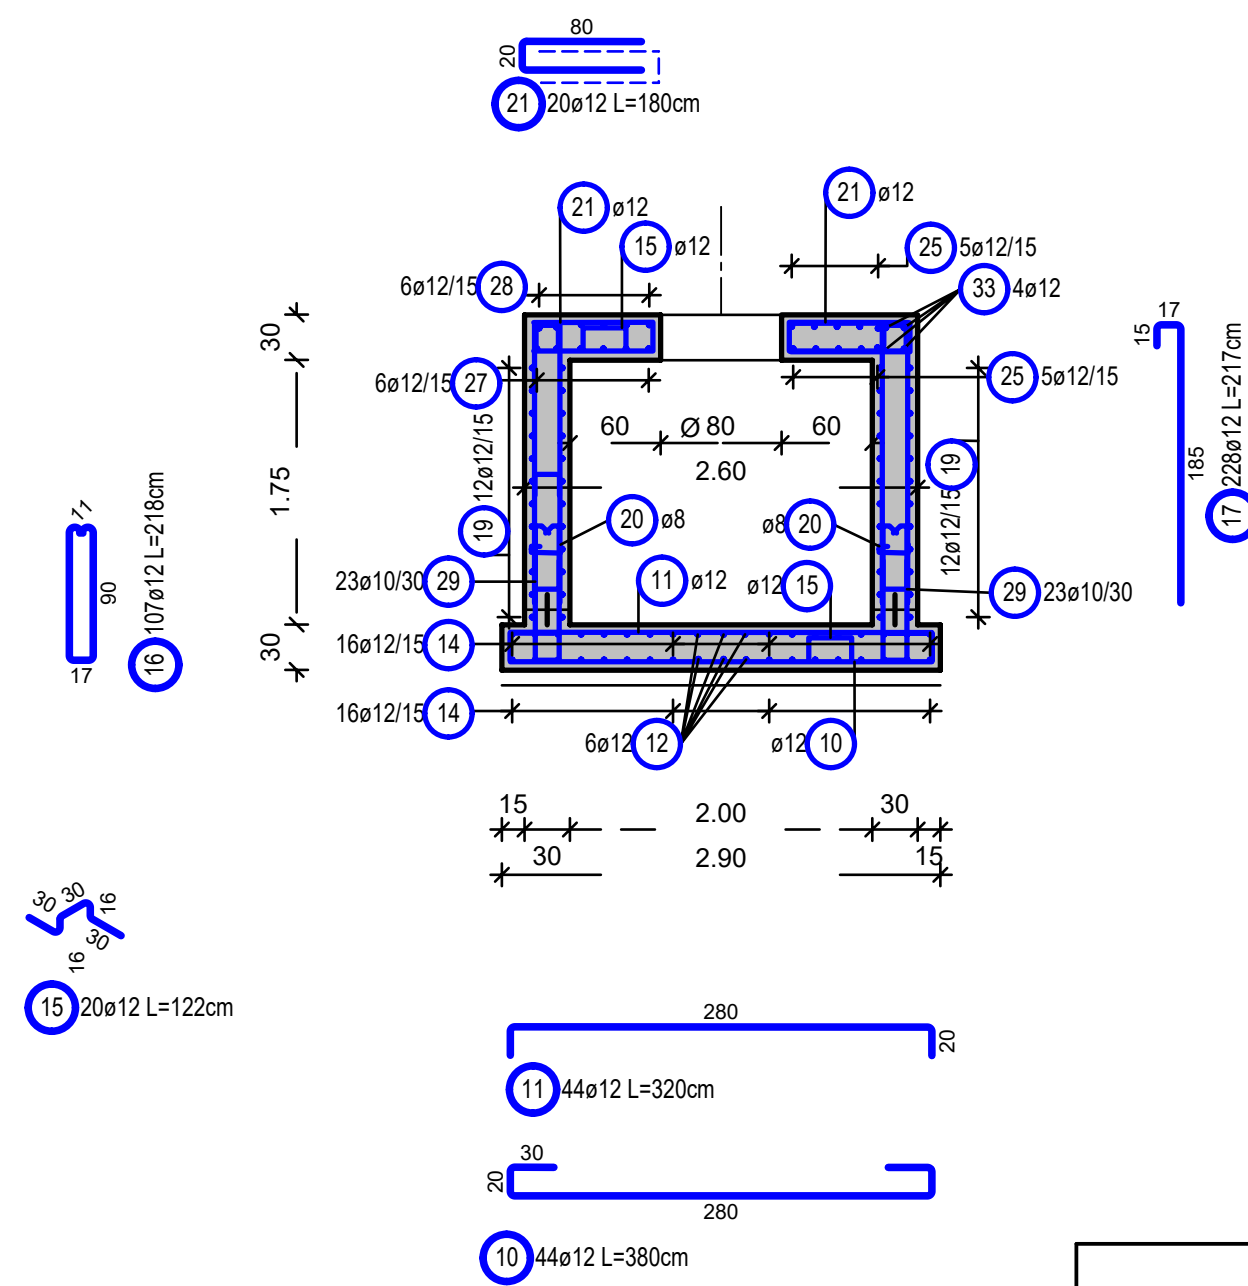 80
20
21 20ø12 L=180cm
21 ø12
21 ø12
15 ø12
25 5ø12/15
6ø12/15 28
33 4ø12
30
17
15
6ø12/15 27
25 5ø12/15
60 Ø 80 60
2.60
12ø12/15
19
1.75
19
12ø12/15
185
17 228ø12 L=217cm
11
90
17
16 107ø12 L=218cm
20 ø8
ø8 20
23ø10/30 29
11 ø12
ø12 15
29 23ø10/30
30
16ø12/15 14
16ø12/15 14
6ø12 12
ø12 10
15 2.00 30
30 2.90 15
30 30 16
30
16
15 20ø12 L=122cm
280
20
11 44ø12 L=320cm
30
20
280
10 44ø12 L=380cm